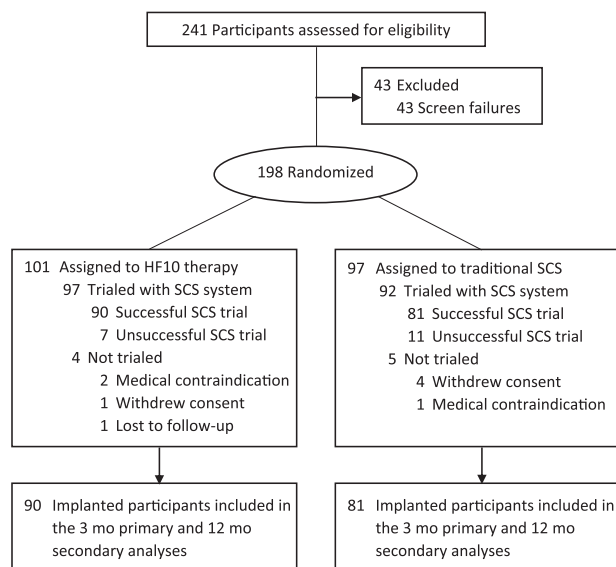 241 Participants assessed for eligibility
43 Excluded
43 Screen failures
198 Randomized
101 Assigned to HF10 therapy
97 Trialed with SCS system
90 Successful SCS trial
7 Unsuccessful SCS trial
4 Not trialed
2 Medical contraindication
1 Withdrew consent
1 Lost to follow-up
97 Assigned to traditional SCS
92 Trialed with SCS system
81 Successful SCS trial
11 Unsuccessful SCS trial
5 Not trialed
4 Withdrew consent
1 Medical contraindication
90 Implanted participants included in
the 3 mo primary and 12 mo
secondary analyses
81 Implanted participants included in
the 3 mo primary and 12 mo
secondary analyses